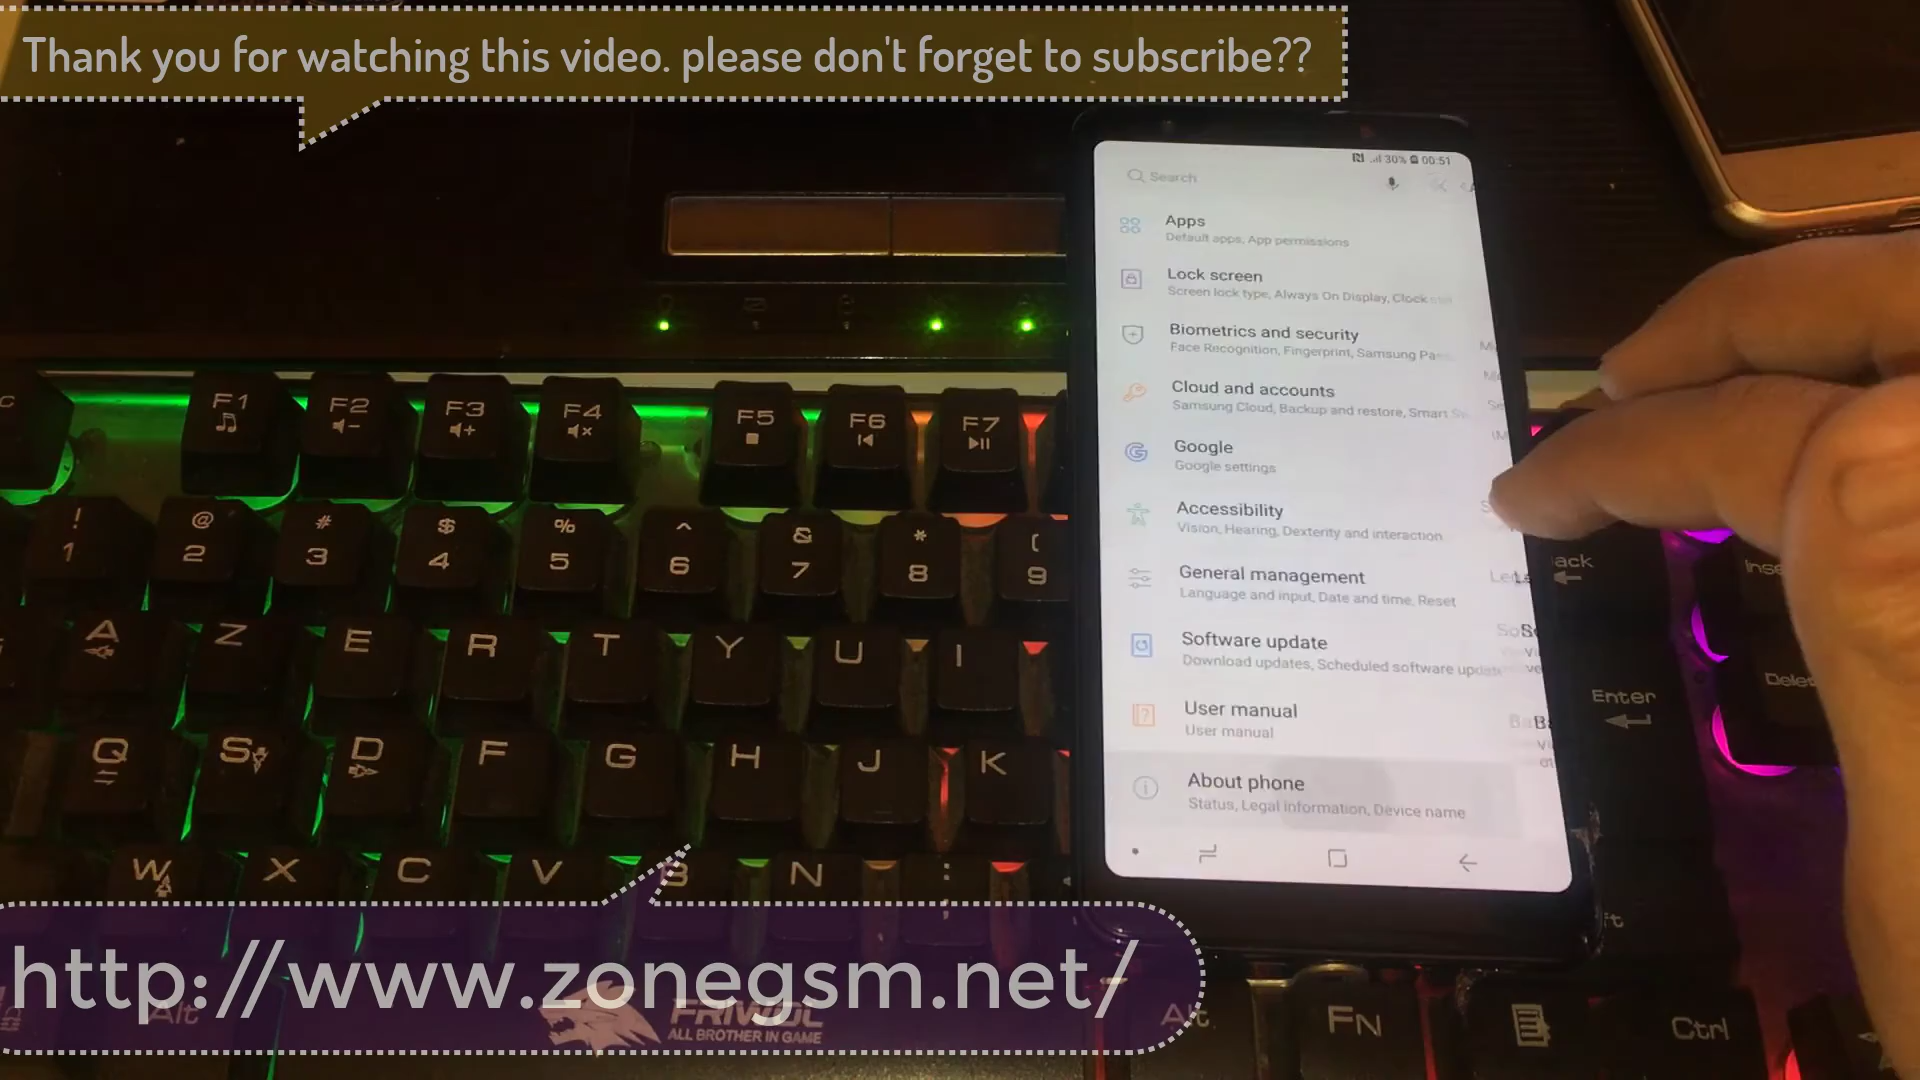 Thank you for watching this video. please don't forget to subscribe??
30% 00:51
Search
Apps
Default apps, App permissions
Lock screen
Screen lock type, Always On Display, Clock
Biometrics and security
Face Recognition, Fingerprint, Samsung
Cloud and accounts
Samsung Cloud, Backup and restore, Smart
Google
Google settings
Accessibility
Vision, Hearing, Dexterity and interaction
General management
Language and input, Date and time, Reset
Software update
Download updates, Scheduled software
User manual
User manual
About phone
Status, Legal information, Device name
F1 F2 F3 F4 F5 F6 F7
! @ # $ % ^ & * (
1 2 3 4 5 6 7 8 9
A Z E R T Y U I
Enter
Q S D F G H J K
W X C V B N : ;
Alt Alt FN Ctrl
http://www.zonegsm.net/
ALL BROTHER IN GAME